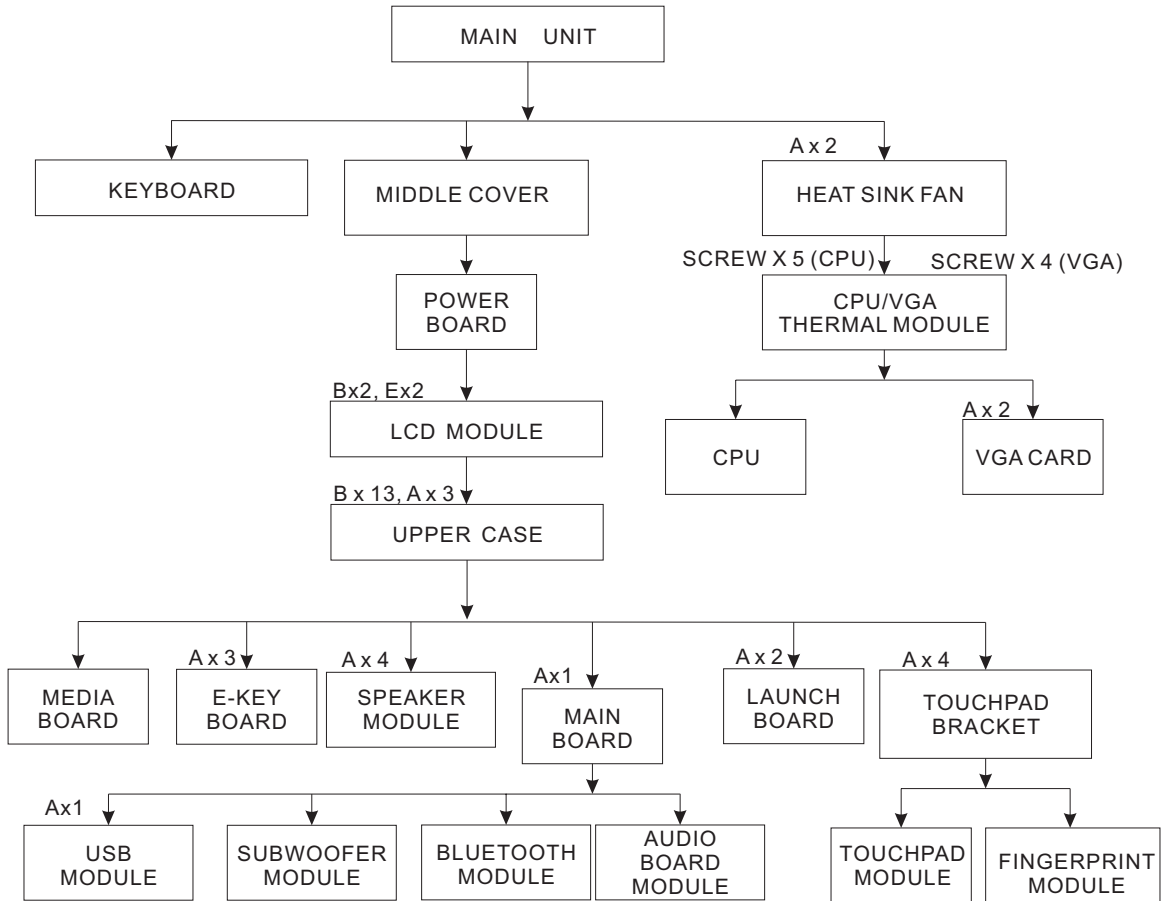 MAIN UNIT
A x 2
KEYBOARD
MIDDLE COVER
HEAT SINK FAN
SCREW X 5 (CPU)
SCREW X 4 (VGA)
POWER
BOARD
CPU/VGA
THERMAL MODULE
Bx2, Ex2
LCD MODULE
A x 2
CPU
VGA CARD
B x 13, A x 3
UPPER CASE
A x 3
A x 4
Ax1
A x 2
A x 4
MEDIA
BOARD
E-KEY
BOARD
SPEAKER
MODULE
MAIN
BOARD
LAUNCH
BOARD
TOUCHPAD
BRACKET
Ax1
USB
MODULE
SUBWOOFER
MODULE
BLUETOOTH
MODULE
AUDIO
BOARD
MODULE
TOUCHPAD
MODULE
FINGERPRINT
MODULE